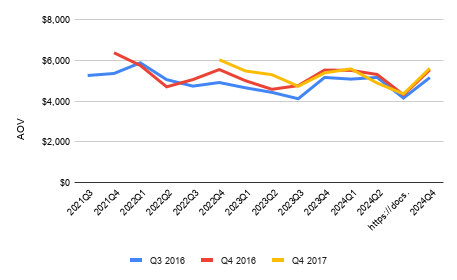 $8,000
$6,000
$4,000
$2,000
$0
AOV
2021Q3
2021Q4
2022Q1
2022Q2
2022Q3
2022Q4
2023Q1
2023Q2
2023Q3
2023Q4
2024Q1
2024Q2
https://docs.
2024Q4
Q3 2016
Q4 2016
Q4 2017